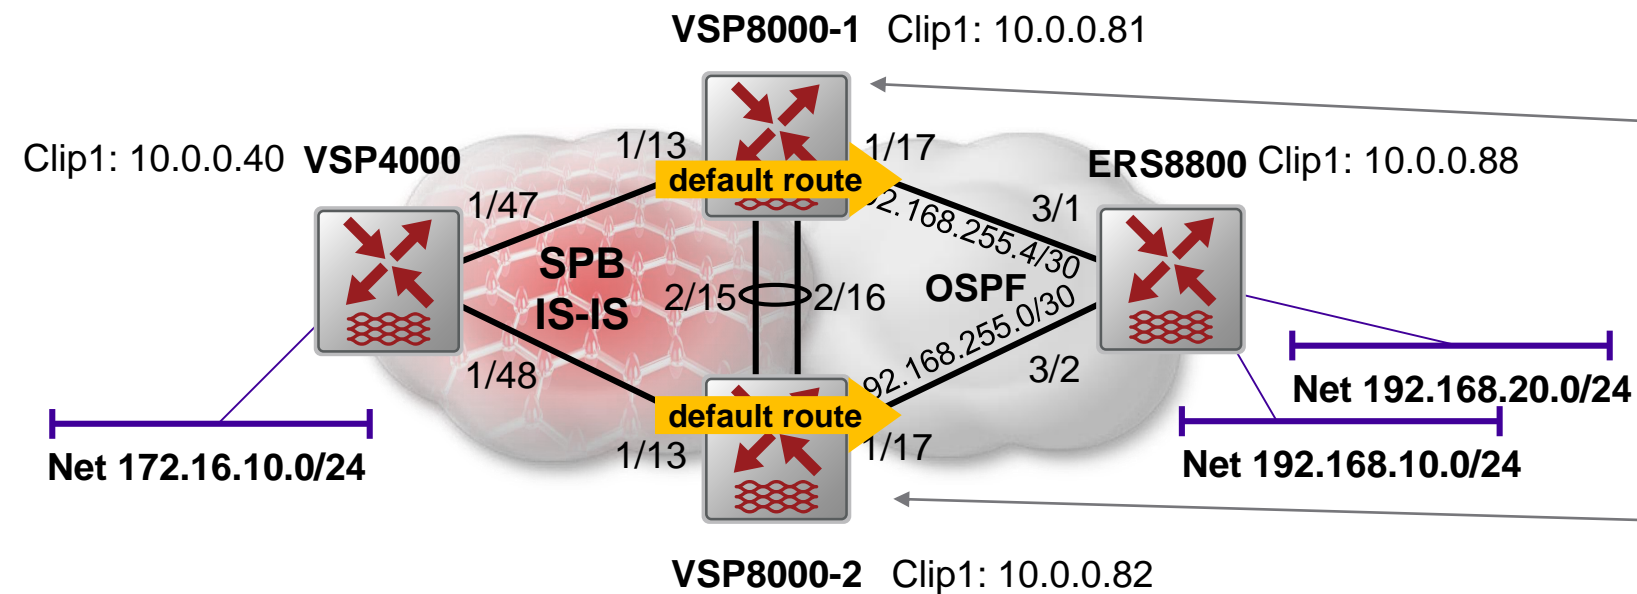 VSP8000-1 Clip1: 10.0.0.81
Clip1: 10.0.0.40 VSP4000
1/13
1/17
ERS8800 Clip1: 10.0.0.88
default route
1/47
3/1
2.168.255.4/30
SPB
IS-IS
2/15
2/16
OSPF
92.168.255.0/30
1/48
3/2
Net 192.168.20.0/24
default route
1/13
1/17
Net 172.16.10.0/24
Net 192.168.10.0/24
VSP8000-2 Clip1: 10.0.0.82